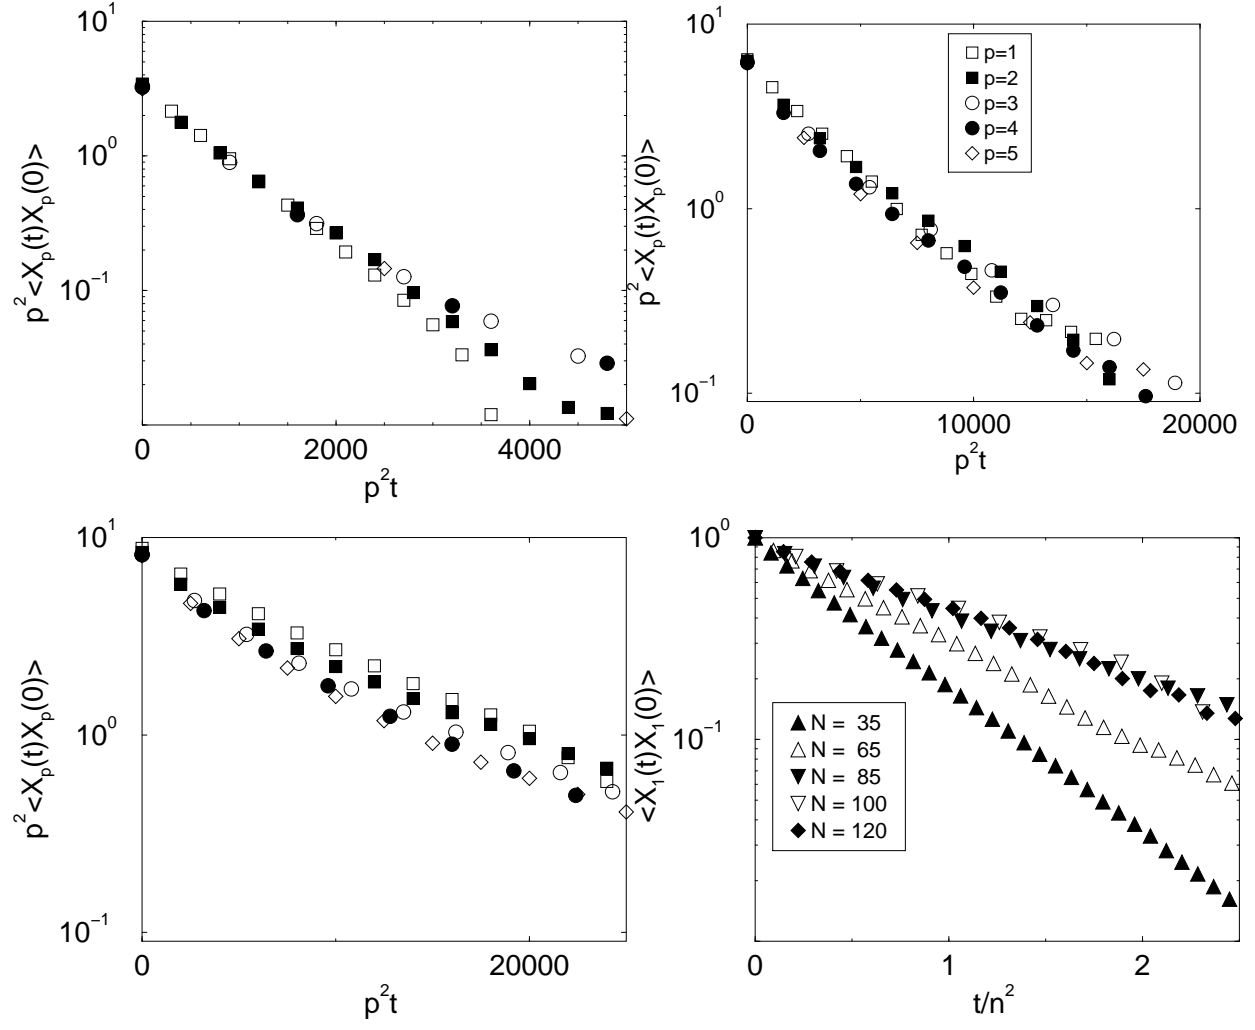 10^1
10^0
10^-1
p^2<X_p(t)X_p(0)>
0 2000 4000
p^2t
10^1
10^0
10^-1
p^2<X_p(t)X_p(0)>
p=1
p=2
p=3
p=4
p=5
0 10000 20000
p^2t
10^1
10^0
10^-1
p^2<X_p(t)X_p(0)>
0 20000
p^2t
10^0
10^-1
<X_1(t)X_1(0)>
N = 35
N = 65
N = 85
N = 100
N = 120
0 1 2
t/n^2